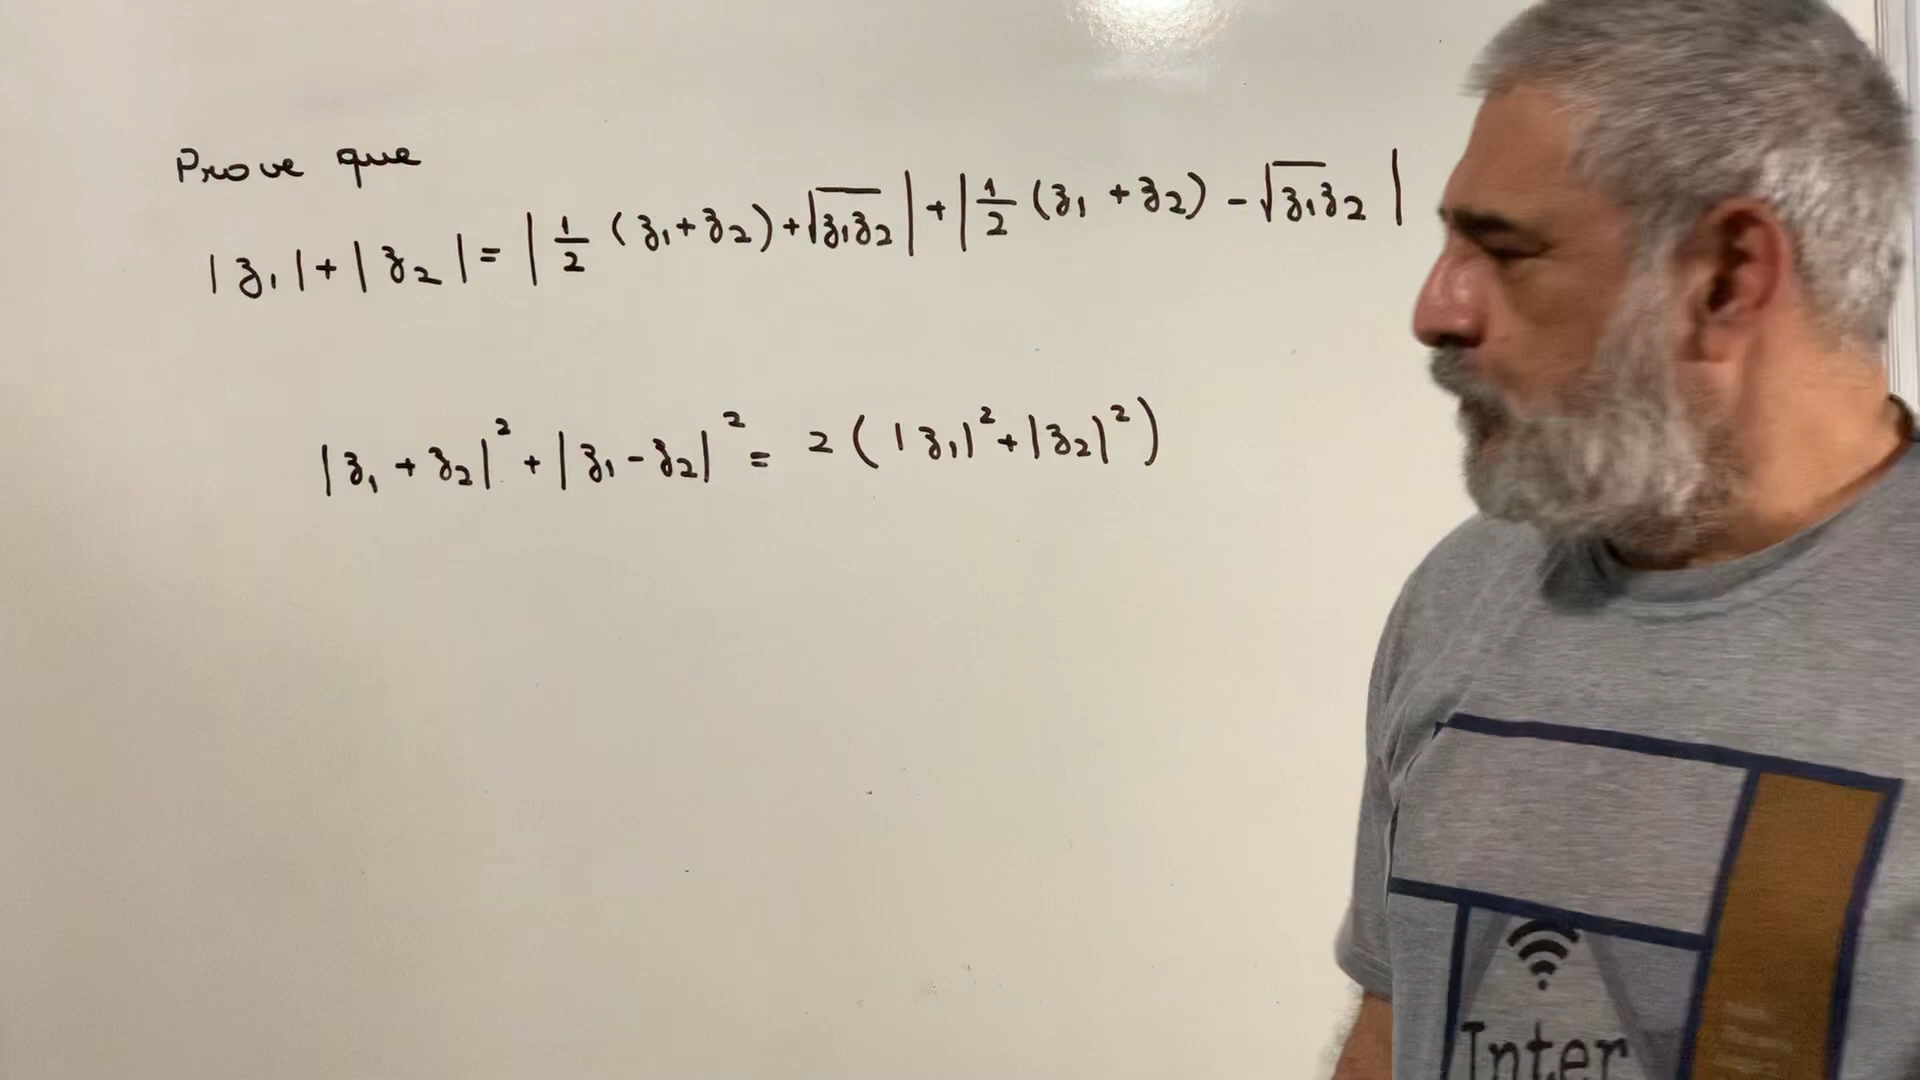 Prove que
|z₁|+|z₂|=|1/2 (z₁+z₂)+√z₁z₂|+|1/2 (z₁+z₂)-√z₁z₂|
|z₁+z₂|²+|z₁-z₂|²=2(|z₁|²+|z₂|²)
Inter